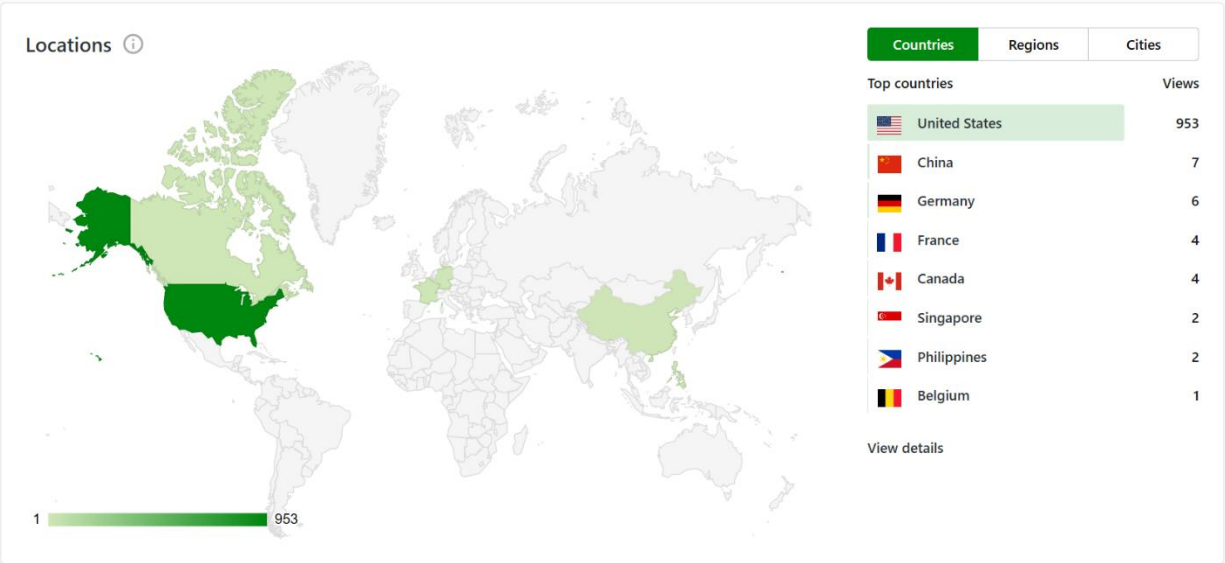 Locations
Countries Regions Cities
Top countries Views
United States 953
China 7
Germany 6
France 4
Canada 4
Singapore 2
Philippines 2
Belgium 1
View details
1 953